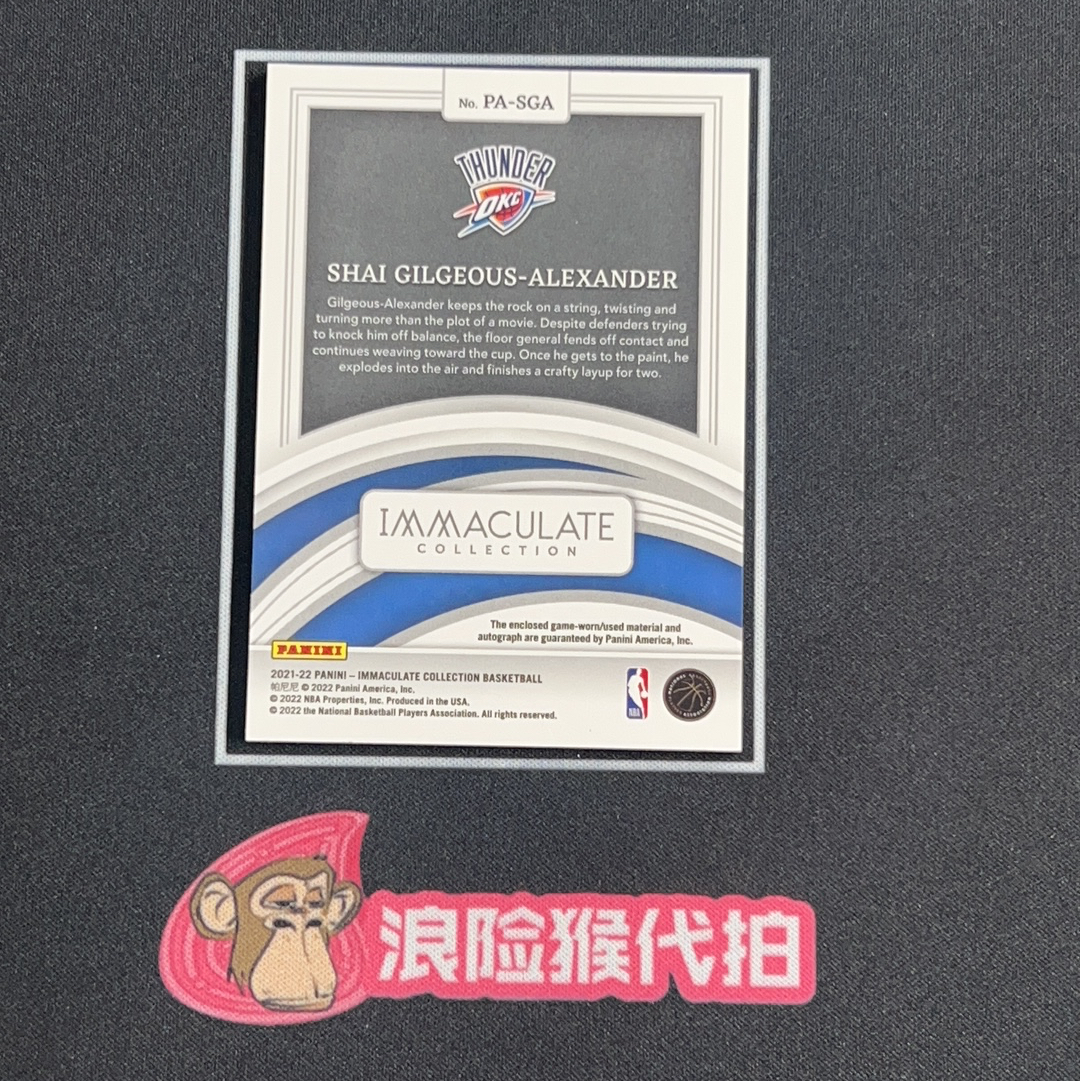 No. PA-SGA
THUNDER
OKC
SHAI GILGEOUS-ALEXANDER
Gilgeous-Alexander keeps the rock on a string, twisting and
turning more than the plot of a movie. Despite defenders trying
to knock him off balance, the floor general fends off contact and
continues weaving toward the cup. Once he gets to the paint, he
explodes into the air and finishes a crafty layup for two.
IMMACULATE
COLLECTION
The enclosed game-worn/used material and
autograph are guaranteed by Panini America, Inc.
PANINI
2021-22 PANINI – IMMACULATE COLLECTION BASKETBALL
帕尼尼 © 2022 Panini America, Inc.
© 2022 NBA Properties, Inc. Produced in the USA.
© 2022 the National Basketball Players Association. All rights reserved.
NBA
浪险猴代拍